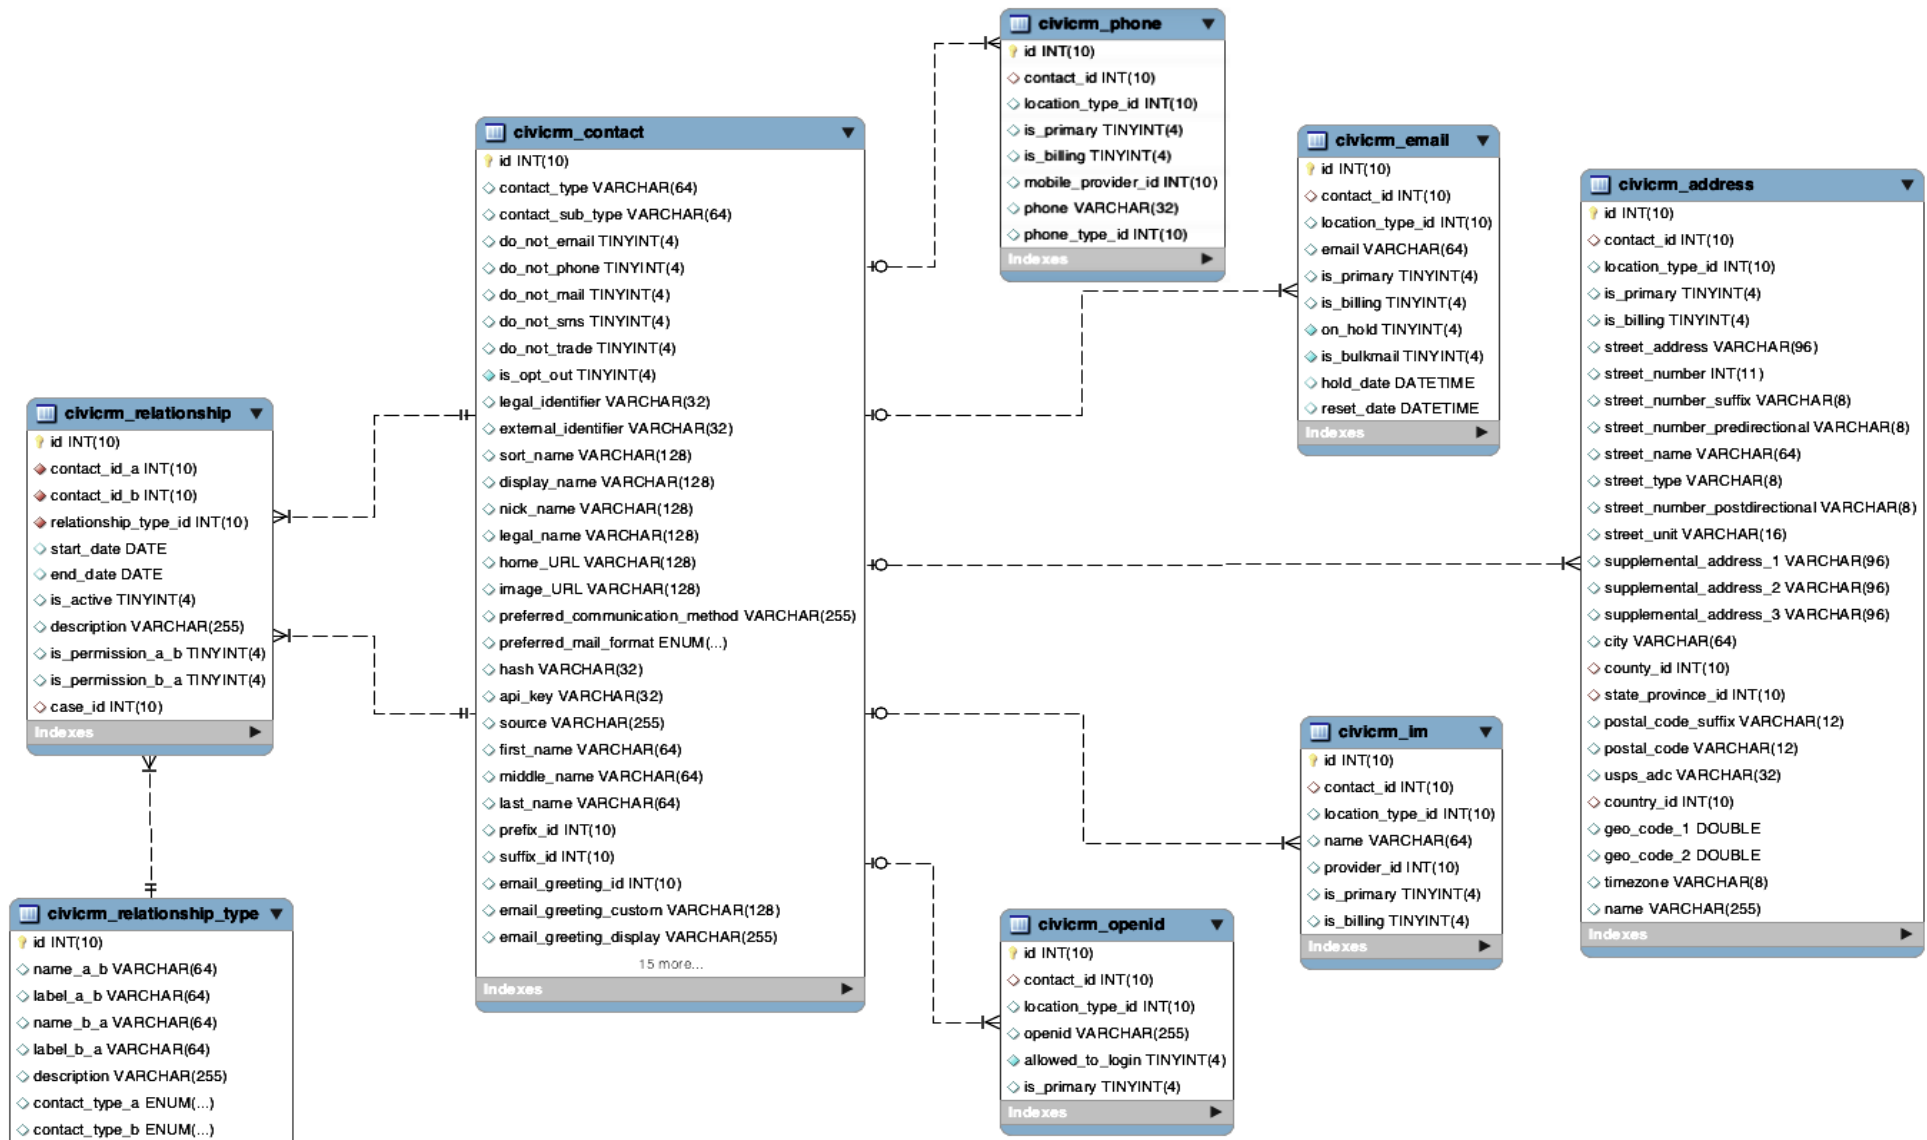 civicrm_phone
id INT(10)
contact_id INT(10)
location_type_id INT(10)
is_primary TINYINT(4)
is_billing TINYINT(4)
mobile_provider_id INT(10)
phone VARCHAR(32)
phone_type_id INT(10)
Indexes
civicrm_contact
id INT(10)
contact_type VARCHAR(64)
contact_sub_type VARCHAR(64)
do_not_email TINYINT(4)
do_not_phone TINYINT(4)
do_not_mail TINYINT(4)
do_not_sms TINYINT(4)
do_not_trade TINYINT(4)
is_opt_out TINYINT(4)
legal_identifier VARCHAR(32)
external_identifier VARCHAR(32)
sort_name VARCHAR(128)
display_name VARCHAR(128)
nick_name VARCHAR(128)
legal_name VARCHAR(128)
home_URL VARCHAR(128)
image_URL VARCHAR(128)
preferred_communication_method VARCHAR(255)
preferred_mail_format ENUM(...)
hash VARCHAR(32)
api_key VARCHAR(32)
source VARCHAR(255)
first_name VARCHAR(64)
middle_name VARCHAR(64)
last_name VARCHAR(64)
prefix_id INT(10)
suffix_id INT(10)
email_greeting_id INT(10)
email_greeting_custom VARCHAR(128)
email_greeting_display VARCHAR(255)
15 more...
Indexes
civicrm_email
id INT(10)
contact_id INT(10)
location_type_id INT(10)
email VARCHAR(64)
is_primary TINYINT(4)
is_billing TINYINT(4)
on_hold TINYINT(4)
is_bulkmail TINYINT(4)
hold_date DATETIME
reset_date DATETIME
Indexes
civicrm_address
id INT(10)
contact_id INT(10)
location_type_id INT(10)
is_primary TINYINT(4)
is_billing TINYINT(4)
street_address VARCHAR(96)
street_number INT(11)
street_number_suffix VARCHAR(8)
street_number_predirectional VARCHAR(8)
street_name VARCHAR(64)
street_type VARCHAR(8)
street_number_postdirectional VARCHAR(8)
street_unit VARCHAR(16)
supplemental_address_1 VARCHAR(96)
supplemental_address_2 VARCHAR(96)
supplemental_address_3 VARCHAR(96)
city VARCHAR(64)
county_id INT(10)
state_province_id INT(10)
postal_code_suffix VARCHAR(12)
postal_code VARCHAR(12)
usps_adc VARCHAR(32)
country_id INT(10)
geo_code_1 DOUBLE
geo_code_2 DOUBLE
timezone VARCHAR(8)
name VARCHAR(255)
Indexes
civicrm_relationship
id INT(10)
contact_id_a INT(10)
contact_id_b INT(10)
relationship_type_id INT(10)
start_date DATE
end_date DATE
is_active TINYINT(4)
description VARCHAR(255)
is_permission_a_b TINYINT(4)
is_permission_b_a TINYINT(4)
case_id INT(10)
Indexes
civicrm_im
id INT(10)
contact_id INT(10)
location_type_id INT(10)
name VARCHAR(64)
provider_id INT(10)
is_primary TINYINT(4)
is_billing TINYINT(4)
Indexes
civicrm_relationship_type
id INT(10)
name_a_b VARCHAR(64)
label_a_b VARCHAR(64)
name_b_a VARCHAR(64)
label_b_a VARCHAR(64)
description VARCHAR(255)
contact_type_a ENUM(...)
contact_type_b ENUM(...)
civicrm_openid
id INT(10)
contact_id INT(10)
location_type_id INT(10)
openid VARCHAR(255)
allowed_to_login TINYINT(4)
is_primary TINYINT(4)
Indexes